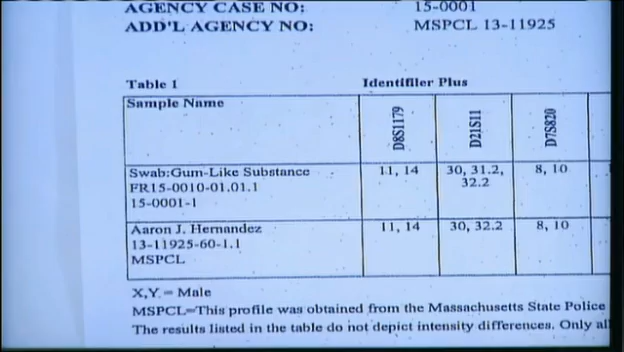 AGENCY CASE NO: 15-0001
ADD'L AGENCY NO: MSPCL 13-11925
Table 1 Identifiler Plus
Sample Name D8S1179 D21S11 D7S820
Swab:Gum-Like Substance 11, 14 30, 31.2, 8, 10
FR15-0010-01.01.1 32.2
15-0001-1
Aaron J. Hernandez 11, 14 30, 32.2 8, 10
13-11925-60-1.1
MSPCL
X,Y = Male
MSPCL=This profile was obtained from the Massachusetts State Police
The results listed in the table do not depict intensity differences. Only